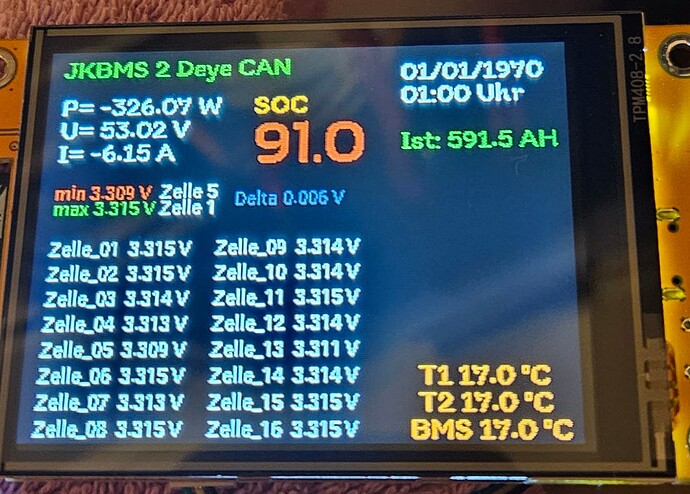 JKBMS 2 Deye CAN
01/01/1970
01:00 Uhr
P= -326.07 W
U= 53.02 V
I= -6.15 A
SOC
91.0
Ist: 591.5 AH
min 3.309 V Zelle 5
max 3.315 V Zelle 1
Delta 0.006 V
Zelle_01 3.315 V
Zelle_02 3.315 V
Zelle_03 3.314 V
Zelle_04 3.313 V
Zelle_05 3.309 V
Zelle_06 3.315 V
Zelle_07 3.313 V
Zelle_08 3.315 V
Zelle_09 3.314 V
Zelle_10 3.314 V
Zelle_11 3.315 V
Zelle_12 3.314 V
Zelle_13 3.311 V
Zelle_14 3.314 V
Zelle_15 3.315 V
Zelle_16 3.315 V
T1 17.0 °C
T2 17.0 °C
BMS 17.0 °C
TPM408-2.8